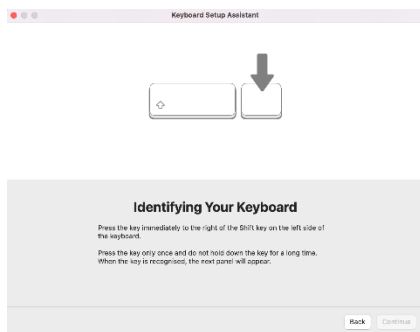 Keyboard Setup Assistant
Identifying Your Keyboard
Press the key immediately to the right of the Shift key on the left side of
the keyboard.
Press the key only once and do not hold down the key for a long time.
When the key is recognised, the next panel will appear.
Back Continue